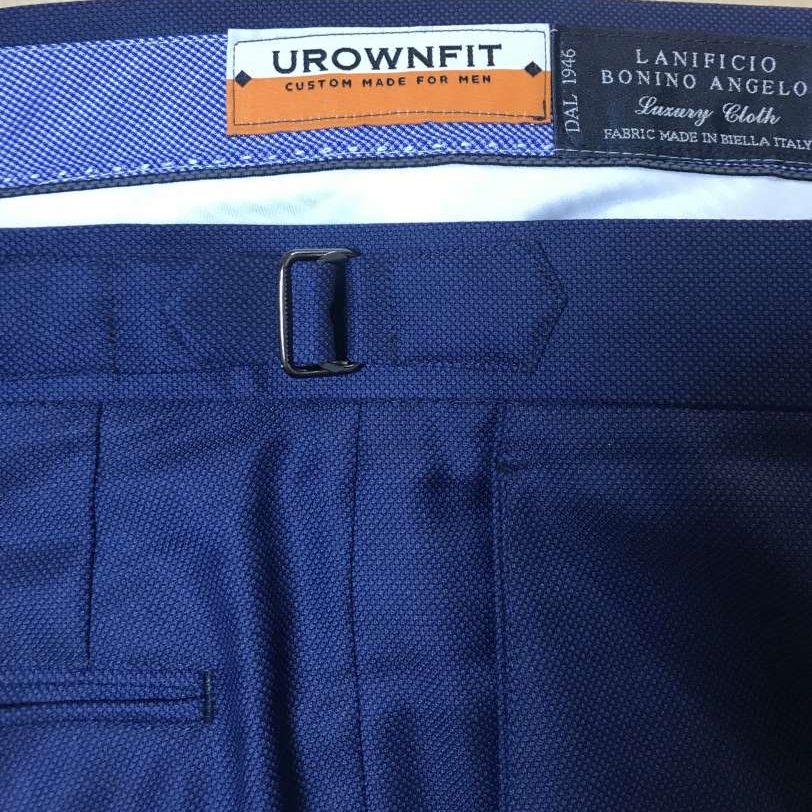 UROWNFIT
CUSTOM MADE FOR MEN
DAL 1946
LANIFICIO
BONINO ANGELO
Luxury Cloth
FABRIC MADE IN BIELLA ITALY